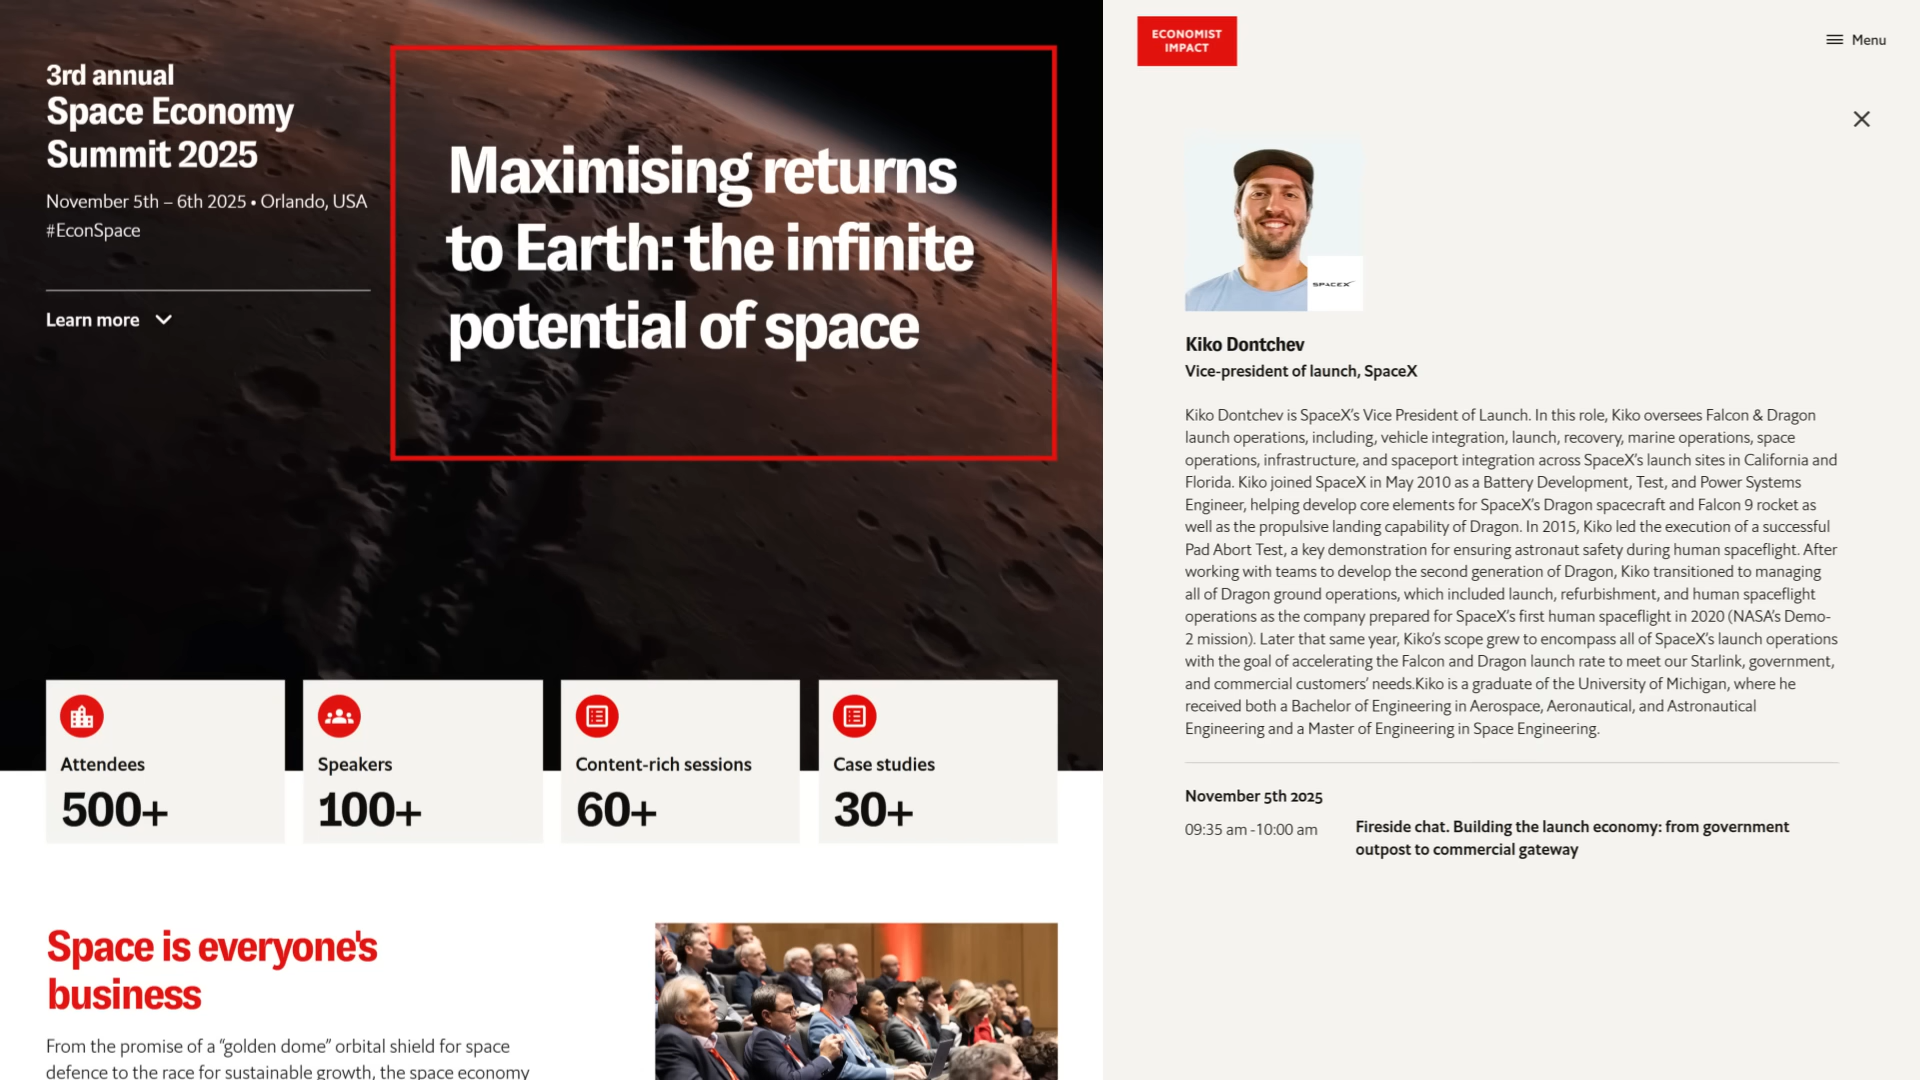 3rd annual
Space Economy
Summit 2025
November 5th – 6th 2025 • Orlando, USA
#EconSpace
Learn more
Maximising returns
to Earth: the infinite
potential of space
Attendees
500+
Speakers
100+
Content-rich sessions
60+
Case studies
30+
Space is everyone's
business
From the promise of a “golden dome” orbital shield for space
defence to the race for sustainable growth, the space economy
ECONOMIST
IMPACT
Menu
SPACEX
Kiko Dontchev
Vice-president of launch, SpaceX
Kiko Dontchev is SpaceX’s Vice President of Launch. In this role, Kiko oversees Falcon & Dragon
launch operations, including, vehicle integration, launch, recovery, marine operations, space
operations, infrastructure, and spaceport integration across SpaceX’s launch sites in California and
Florida. Kiko joined SpaceX in May 2010 as a Battery Development, Test, and Power Systems
Engineer, helping develop core elements for SpaceX’s Dragon spacecraft and Falcon 9 rocket as
well as the propulsive landing capability of Dragon. In 2015, Kiko led the execution of a successful
Pad Abort Test, a key demonstration for ensuring astronaut safety during human spaceflight. After
working with teams to develop the second generation of Dragon, Kiko transitioned to managing
all of Dragon ground operations, which included launch, refurbishment, and human spaceflight
operations as the company prepared for SpaceX’s first human spaceflight in 2020 (NASA’s Demo-
2 mission). Later that same year, Kiko’s scope grew to encompass all of SpaceX’s launch operations
with the goal of accelerating the Falcon and Dragon launch rate to meet our Starlink, government,
and commercial customers’ needs.Kiko is a graduate of the University of Michigan, where he
received both a Bachelor of Engineering in Aerospace, Aeronautical, and Astronautical
Engineering and a Master of Engineering in Space Engineering.
November 5th 2025
09:35 am -10:00 am
Fireside chat. Building the launch economy: from government
outpost to commercial gateway